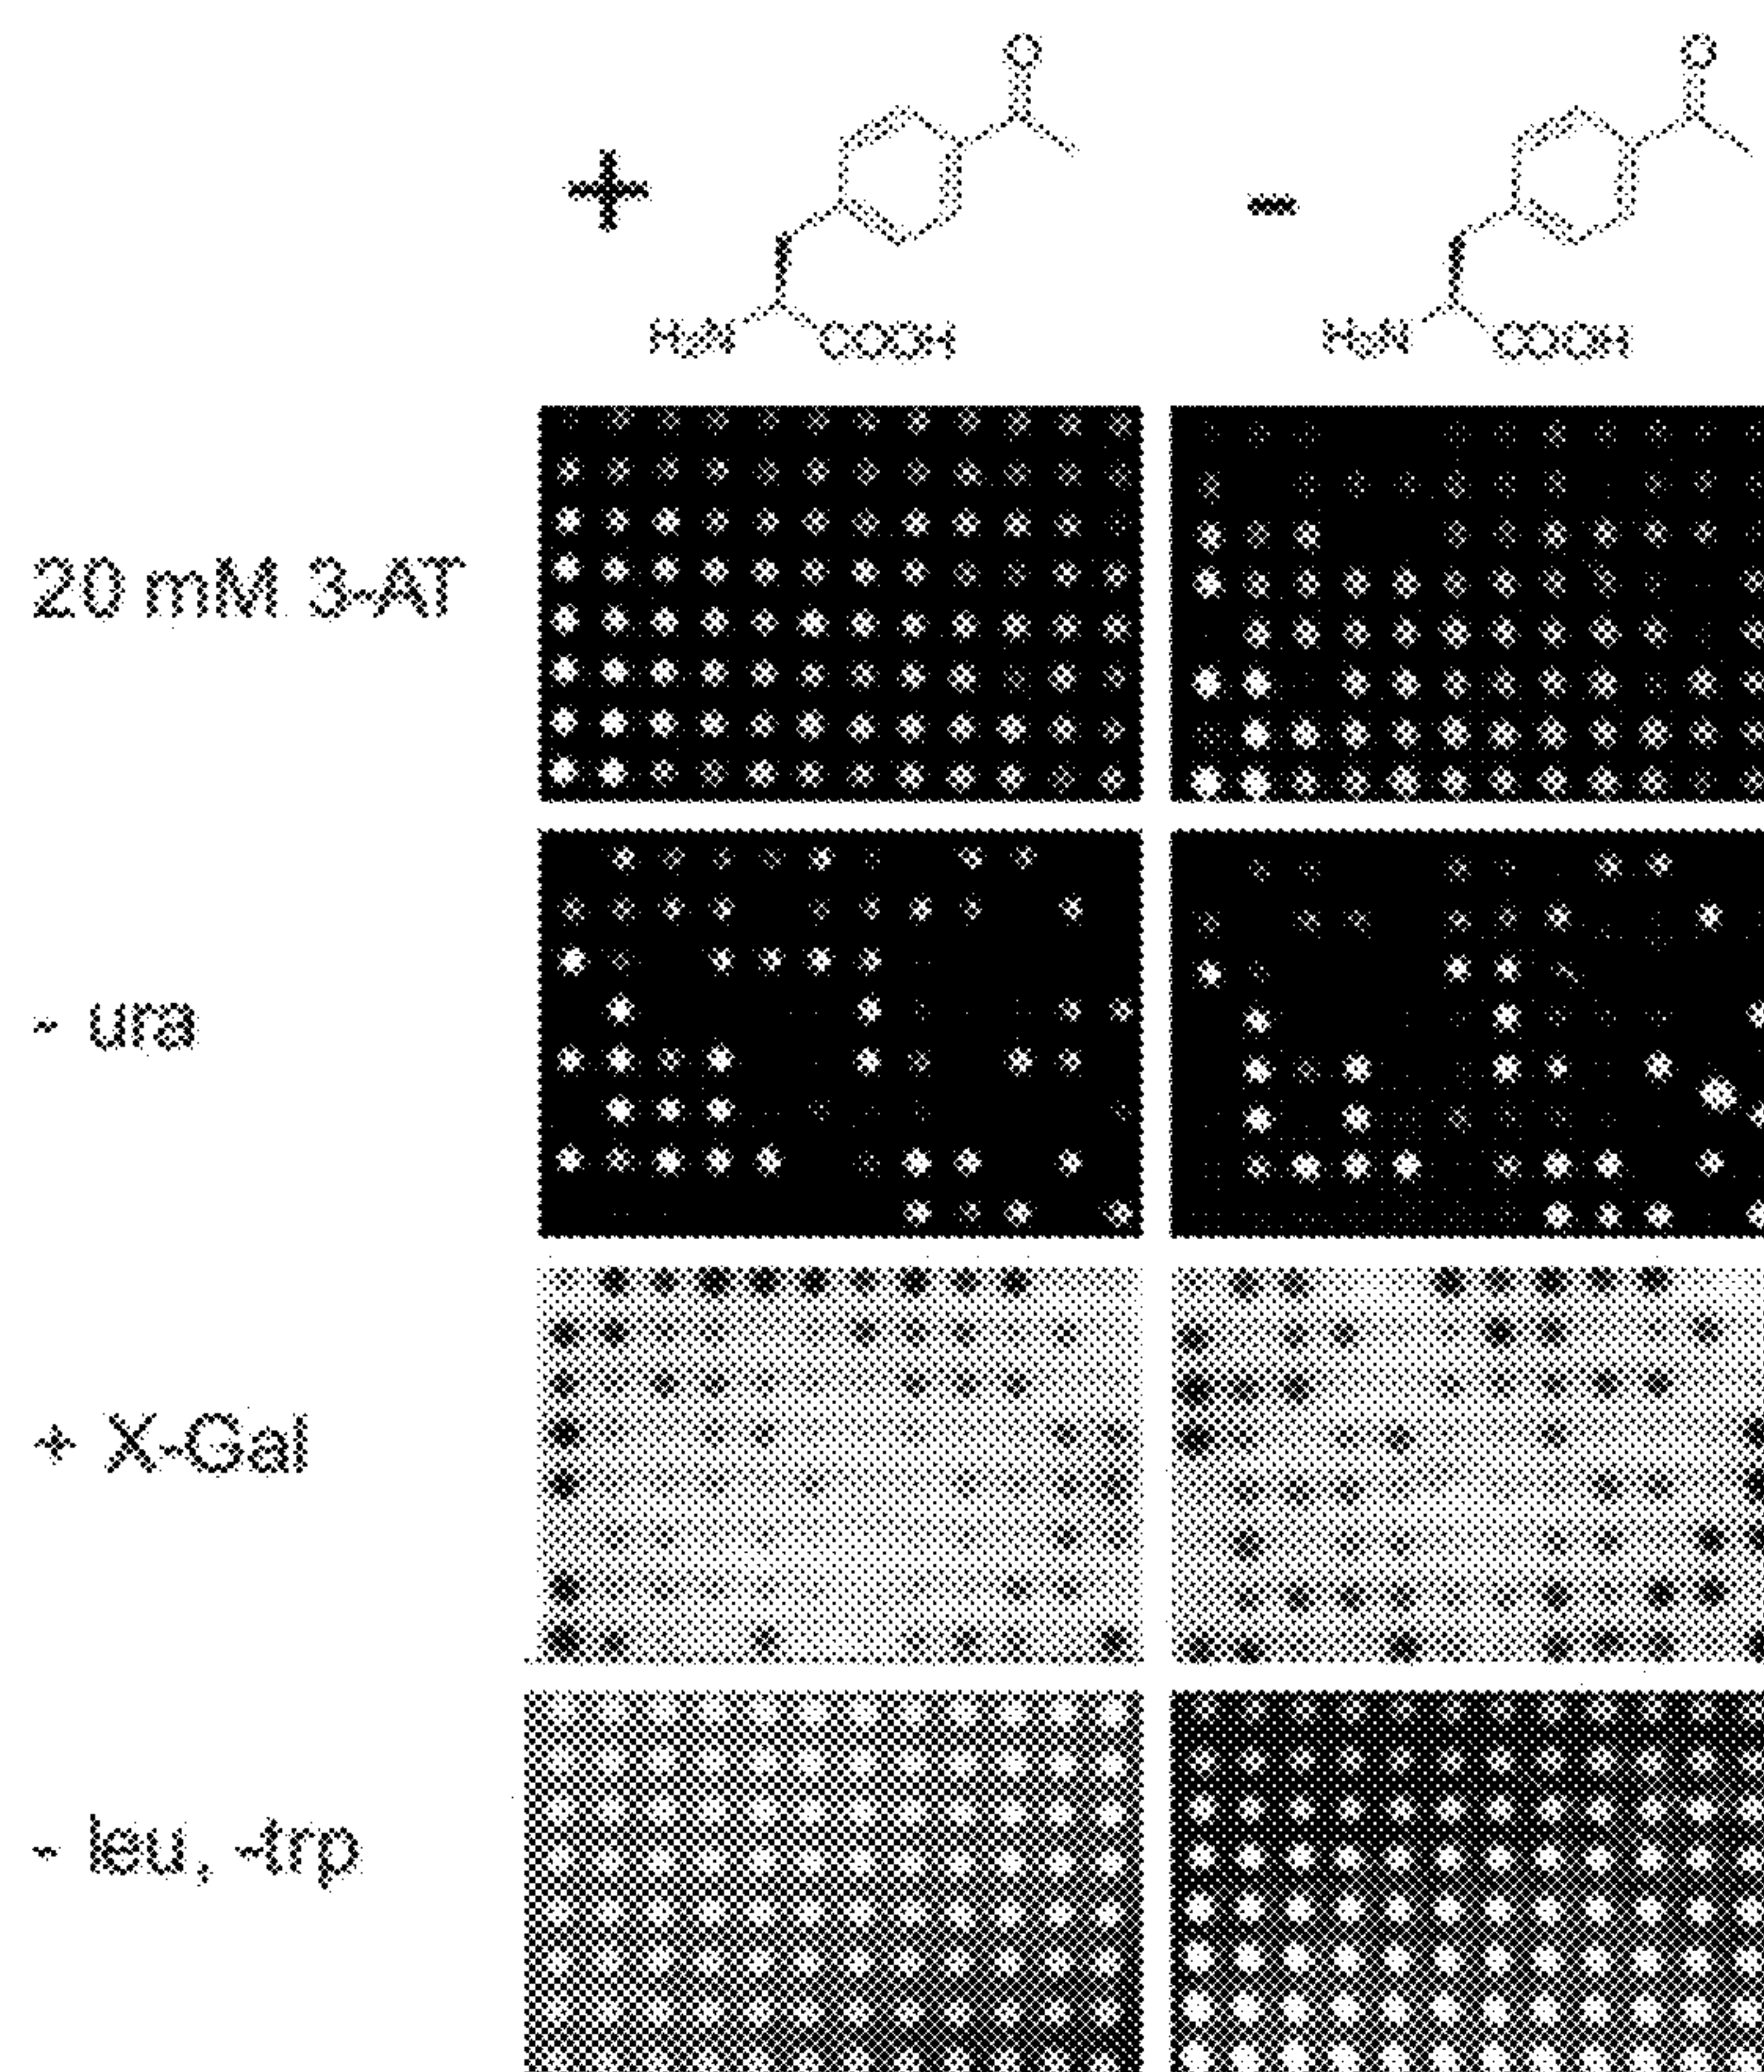 O O
+ -
H₂N COOH H₂N COOH
20 mM 3-AT
- ura
+ X-Gal
- leu, -trp